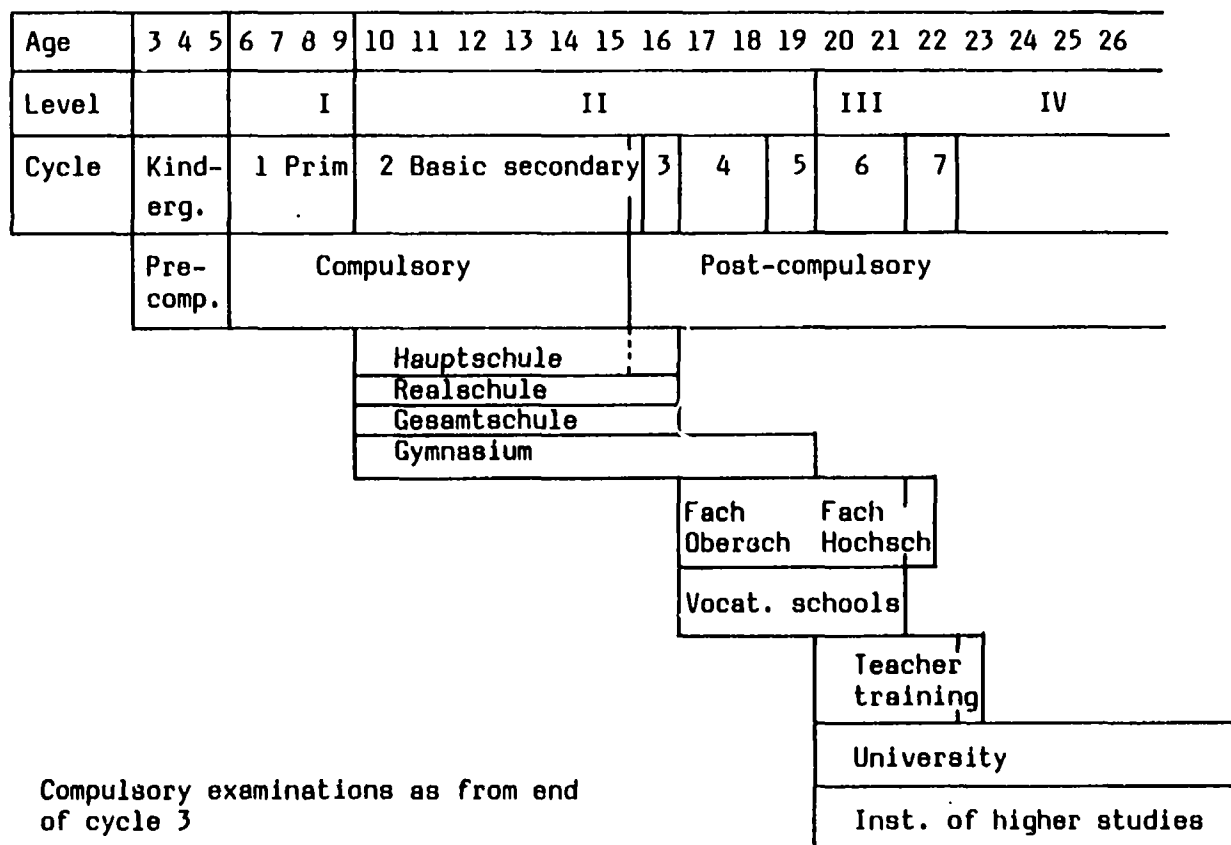 Age 3 4 5 6 7 8 9 10 11 12 13 14 15 16 17 18 19 20 21 22 23 24 25 26
Level I II III IV
Cycle Kind- 1 Prim 2 Basic secondary 3 4 5 6 7
erg.
Pre- Compulsory Post-compulsory
comp.
Hauptschule
Realschule
Gesamtschule
Gymnasium
Fach Fach
Obersch Hochsch
Vocat. schools
Teacher
training
University
Compulsory examinations as from end
of cycle 3
Inst. of higher studies